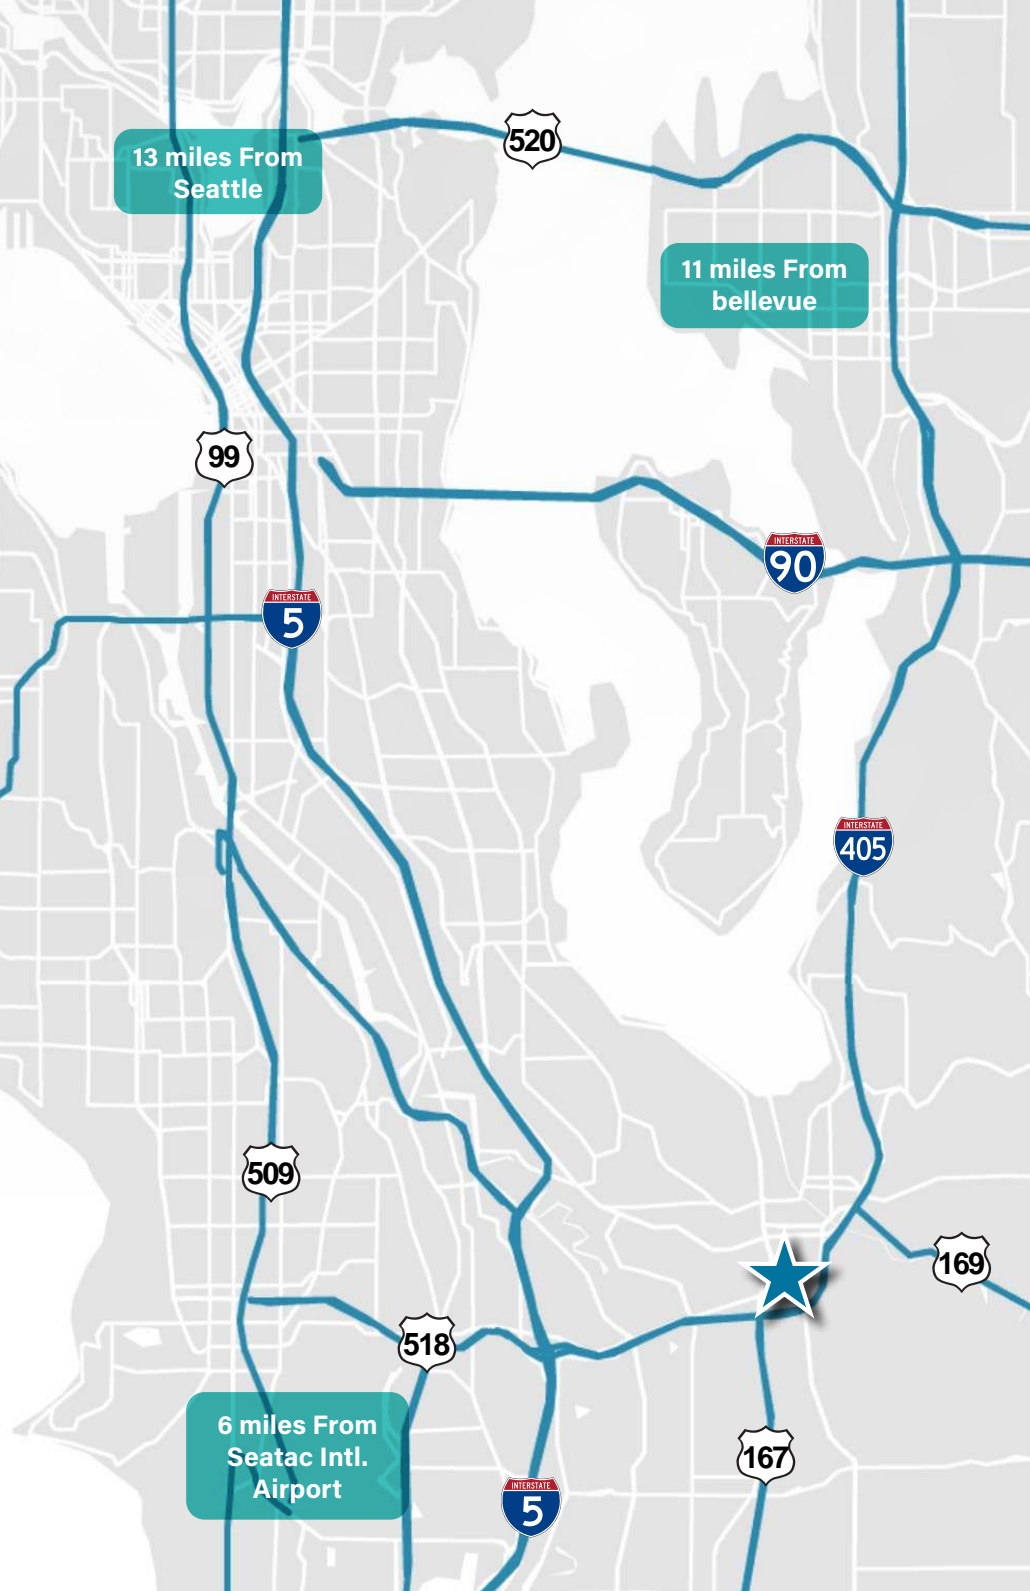 520
13 miles From
Seattle
11 miles From
bellevue
99
INTERSTATE
90
INTERSTATE
5
INTERSTATE
405
509
169
518
6 miles From
Seatac Intl.
Airport
167
INTERSTATE
5